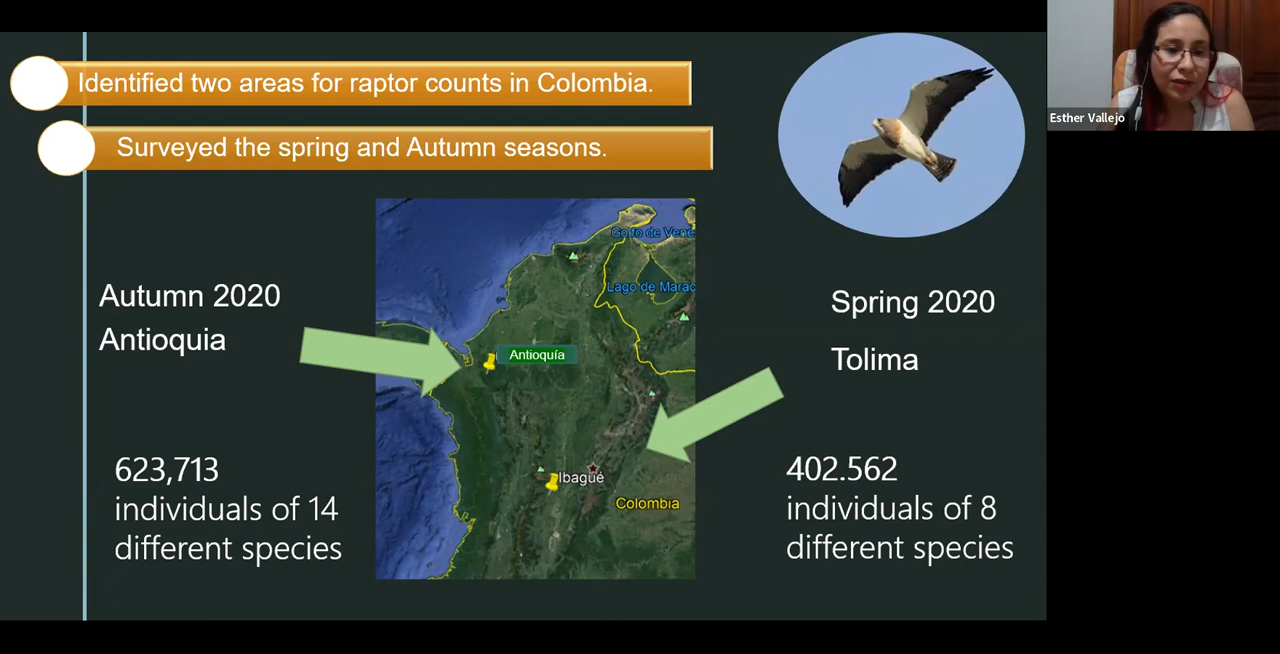 Identified two areas for raptor counts in Colombia.
Surveyed the spring and Autumn seasons.
Esther Vallejo
Autumn 2020
Antioquia
623,713
individuals of 14
different species
Golfo de Vene
Lago de Marac
Antioquía
Ibagué
Colombia
Spring 2020
Tolima
402.562
individuals of 8
different species